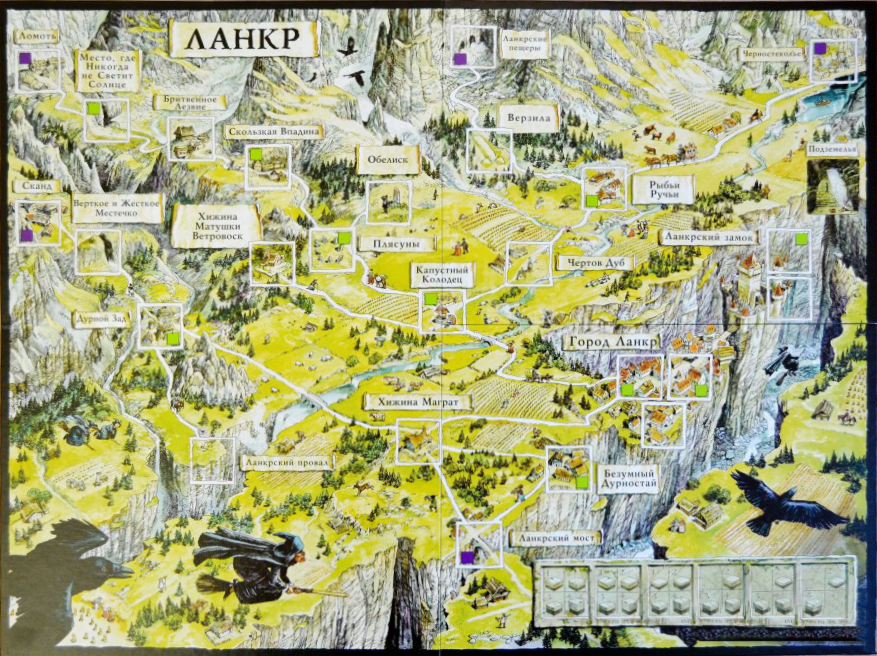 Ломоть
ЛАНКР
Ланкрские
пещеры
Черностеколье
Место, где
Никогда
не Светит
Солнце
Бритвенное
Лезвие
Скользкая Впадина
Верзила
Обелиск
Подземелья
Сканд
Верткое и Жесткое
Местечко
Рыбьи
Ручьи
Хижина
Матушки
Ветровоск
Плясуны
Ланкрский замок
Капустный
Колодец
Чертов Дуб
Дурной Зад
Город Ланкр
Хижина Маграт
Ланкрский провал
Безумный
Дурностай
Ланкрский мост